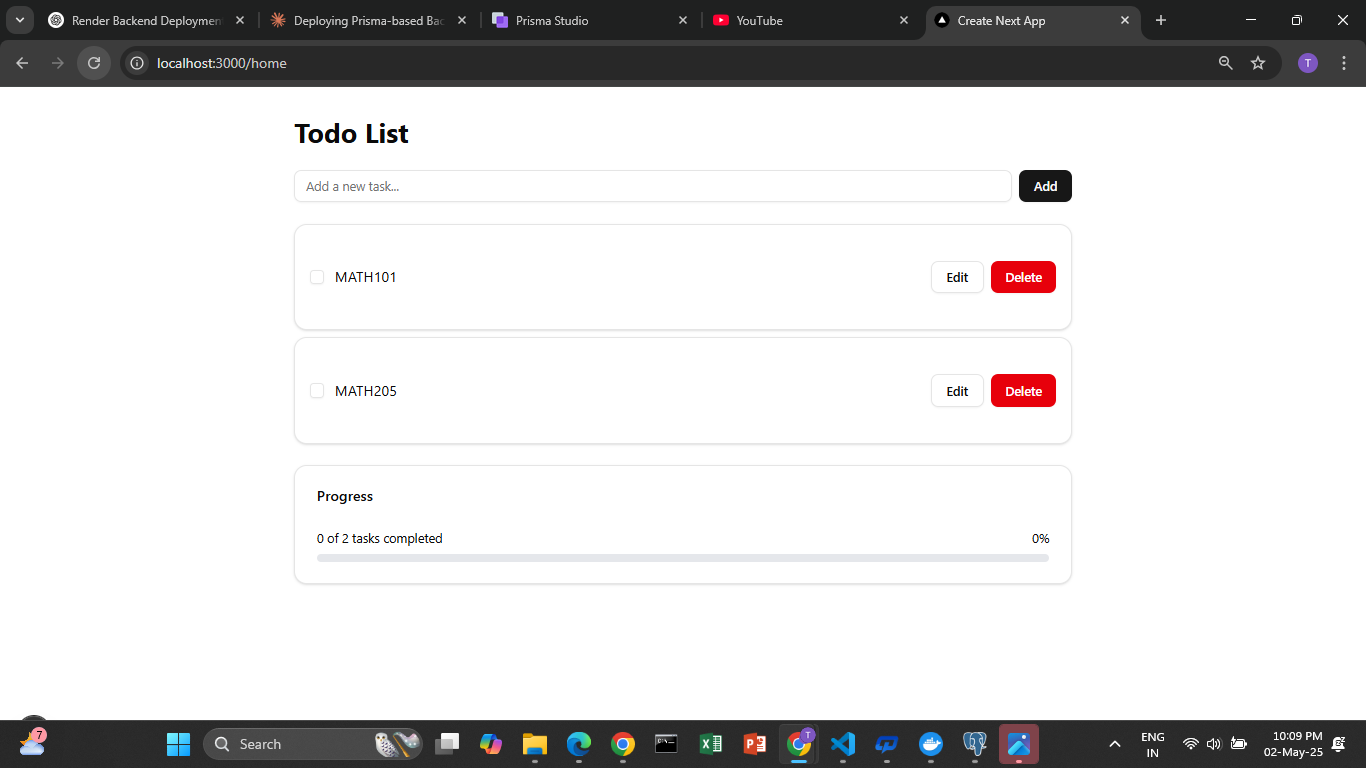 Render Backend Deploymen
Deploying Prisma-based Bac
Prisma Studio
YouTube
Create Next App
localhost:3000/home
T
Todo List
Add a new task...
Add
MATH101
Edit
Delete
MATH205
Edit
Delete
Progress
0 of 2 tasks completed
0%
7
Search
T
ENG
IN
10:09 PM
02-May-25